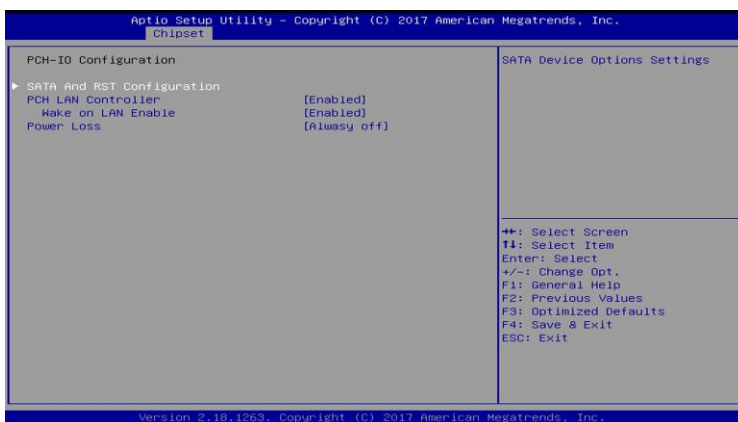 Aptio Setup Utility – Copyright (C) 2017 American Megatrends, Inc.
Chipset
PCH-IO Configuration
SATA And RST Configuration
PCH LAN Controller [Enabled]
Wake on LAN Enable [Enabled]
Power Loss [Alwasy off]
SATA Device Options Settings
→←: Select Screen
↑↓: Select Item
Enter: Select
+/-: Change Opt.
F1: General Help
F2: Previous Values
F3: Optimized Defaults
F4: Save & Exit
ESC: Exit
Version 2.18.1263. Copyright (C) 2017 American Megatrends, Inc.